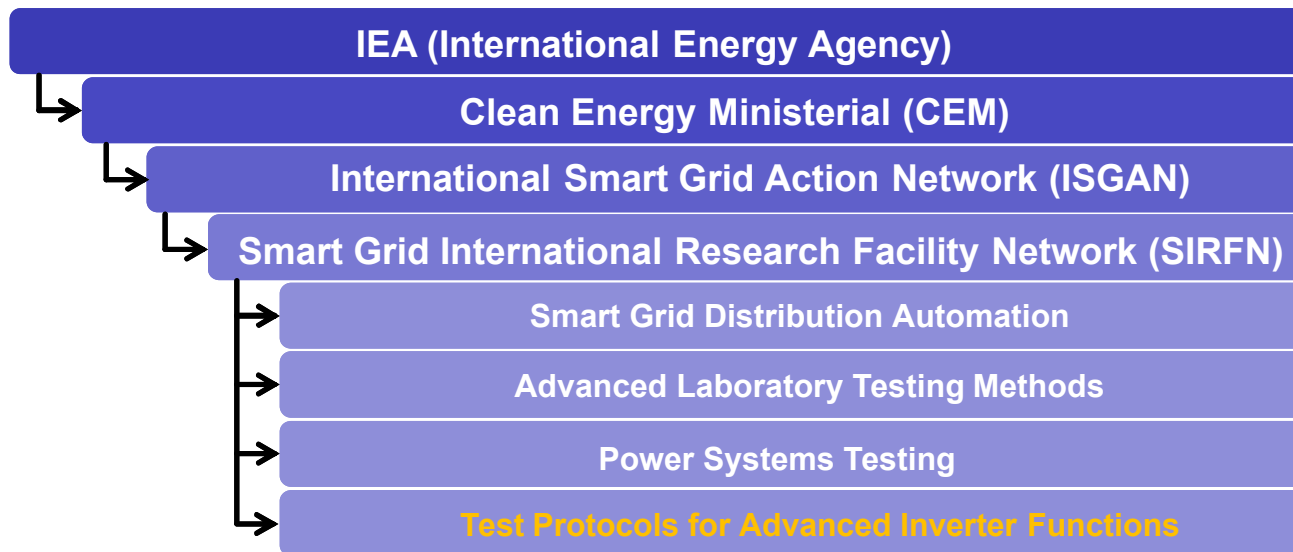 IEA (International Energy Agency)
Clean Energy Ministerial (CEM)
International Smart Grid Action Network (ISGAN)
Smart Grid International Research Facility Network (SIRFN)
Smart Grid Distribution Automation
Advanced Laboratory Testing Methods
Power Systems Testing
Test Protocols for Advanced Inverter Functions